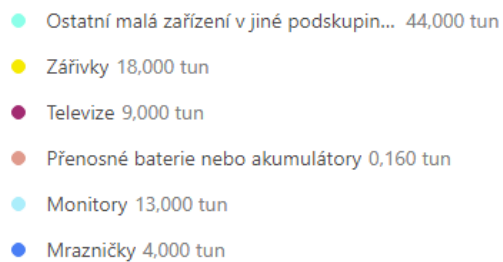 Ostatní malá zařízení v jiné podskupin... 44,000 tun
Zářivky 18,000 tun
Televize 9,000 tun
Přenosné baterie nebo akumulátory 0,160 tun
Monitory 13,000 tun
Mrazničky 4,000 tun